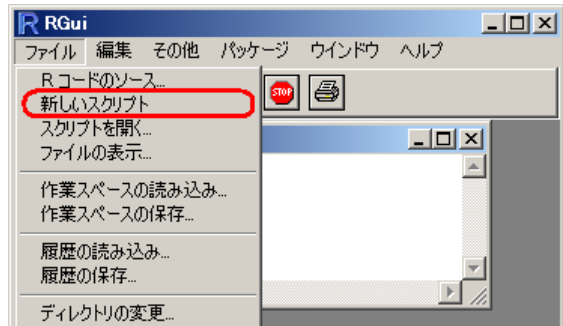 RGui
ファイル 編集 その他 パッケージ ウインドウ ヘルプ
R コードのソース...
新しいスクリプト
STOP
スクリプトを開く...
ファイルの表示...
作業スペースの読み込み...
作業スペースの保存...
履歴の読み込み...
履歴の保存...
ディレクトリの変更...